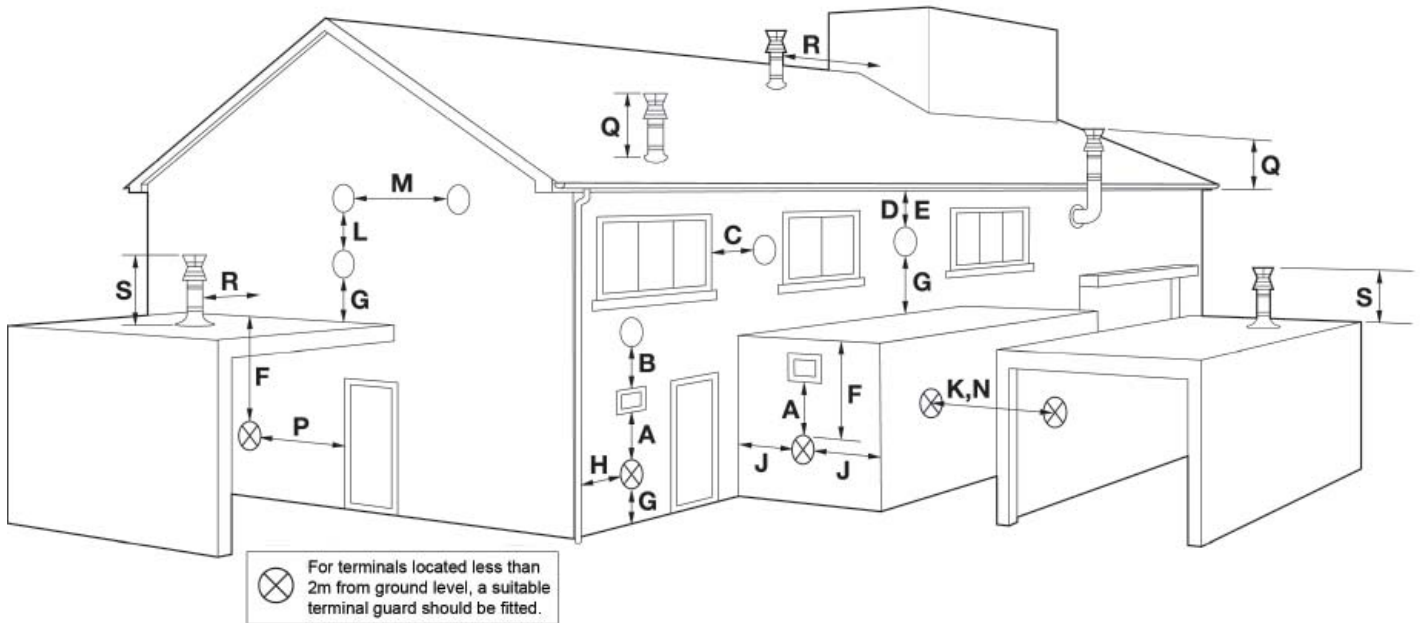 R
Q
Q
M
D E
C
L
S
R
G
G
S
B
F
F
K,N
A
A
P
H
J
J
G
For terminals located less than
2m from ground level, a suitable
terminal guard should be fitted.